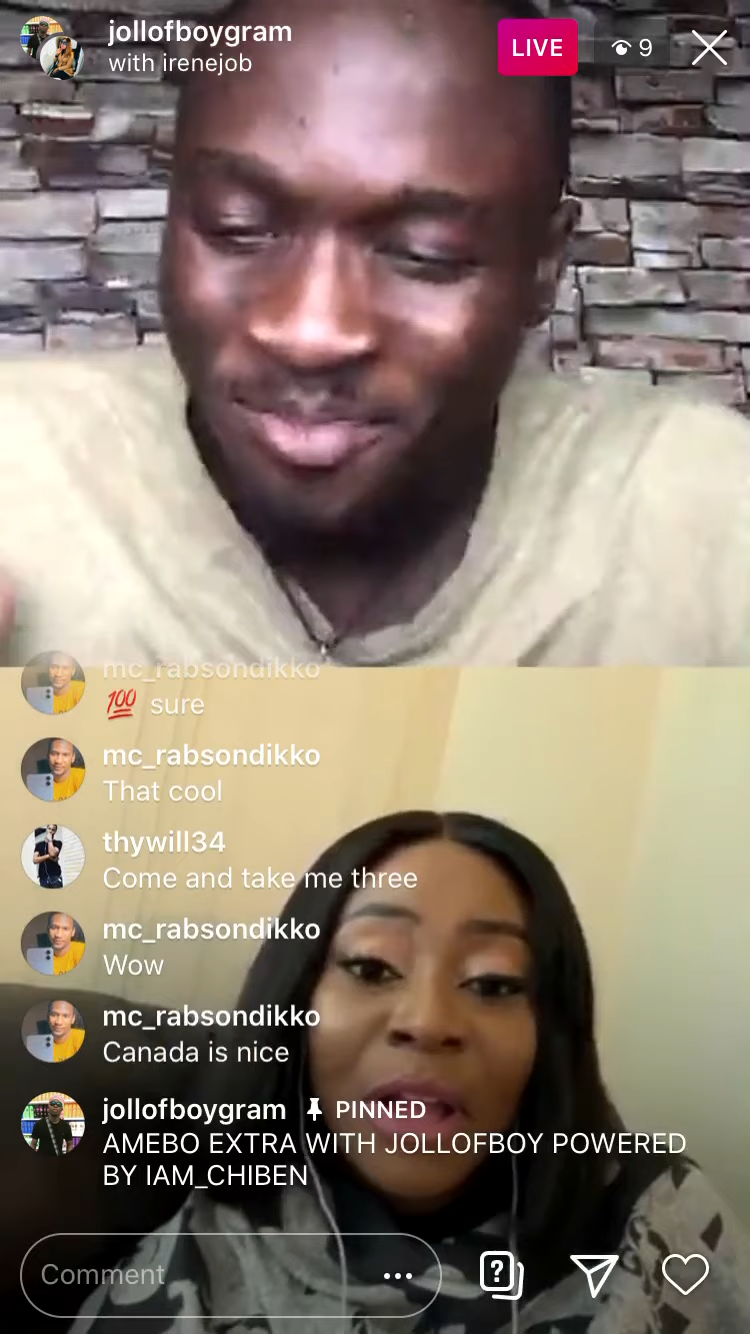 jollofboygram
with irenejob
LIVE
9
mc_rabsondikko
💯 sure
mc_rabsondikko
That cool
thywill34
Come and take me three
mc_rabsondikko
Wow
mc_rabsondikko
Canada is nice
jollofboygram PINNED
AMEBO EXTRA WITH JOLLOFBOY POWERED
BY IAM_CHIBEN
Comment